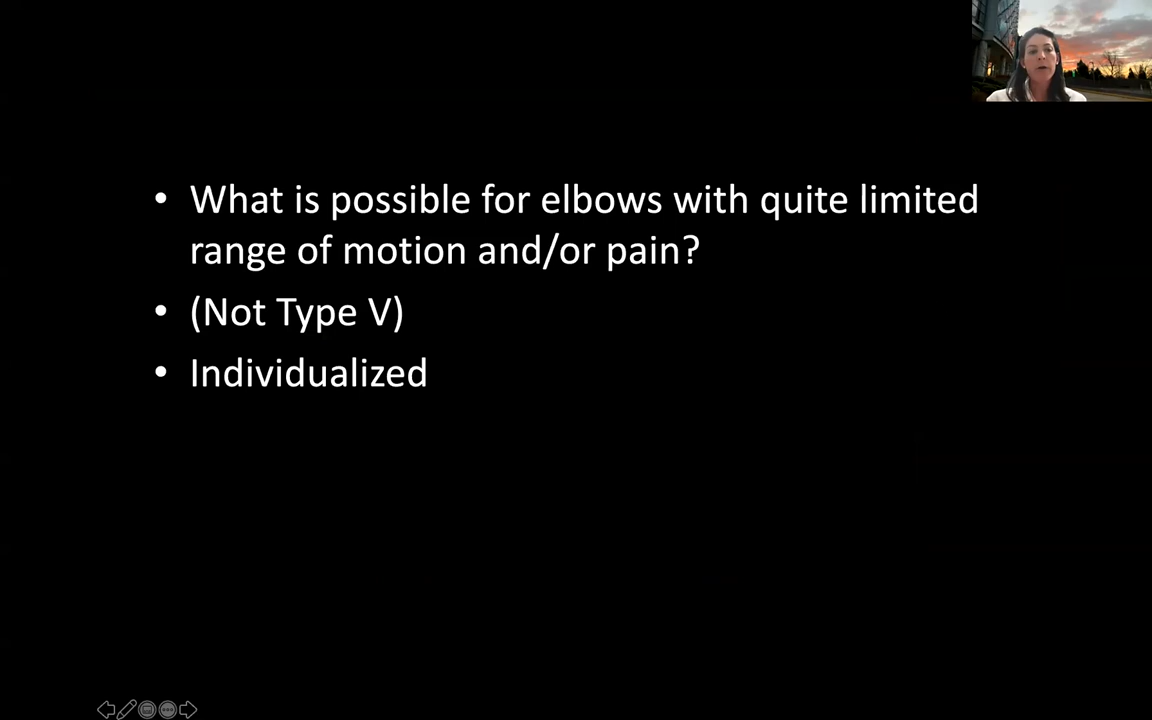 • What is possible for elbows with quite limited
range of motion and/or pain?
• (Not Type V)
• Individualized